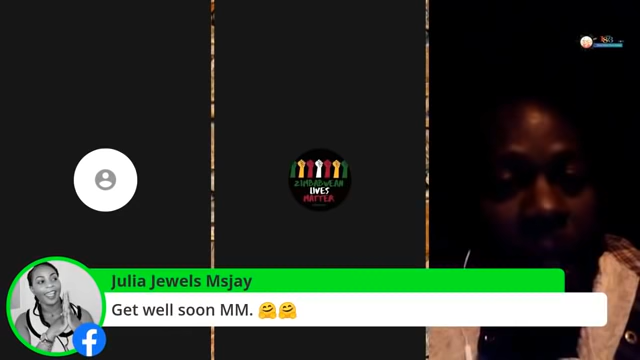 ZIMBABWEAN
LIVES
MATTER
Julia Jewels Msjay
Get well soon MM. 🤗🤗